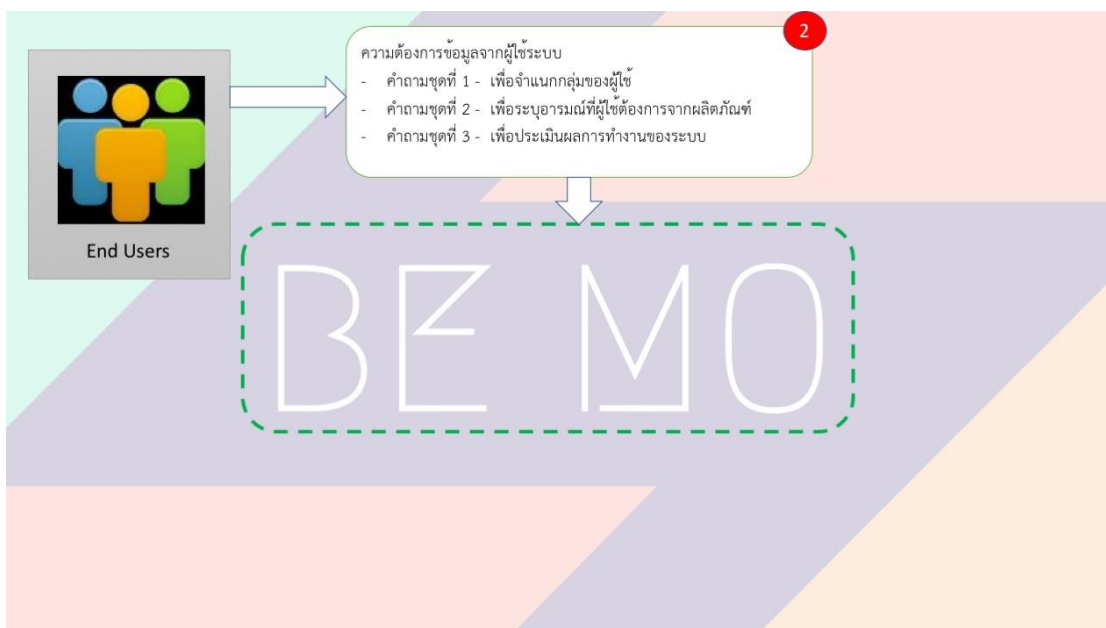 2
ความต้องการข้อมูลจากผู้ใช้ระบบ
- คำถามชุดที่ 1 - เพื่อจำแนกกลุ่มของผู้ใช้
- คำถามชุดที่ 2 - เพื่อระบุอารมณ์ที่ผู้ใช้ต้องการจากผลิตภัณฑ์
- คำถามชุดที่ 3 - เพื่อประเมินผลการทำงานของระบบ
End Users
BE MO